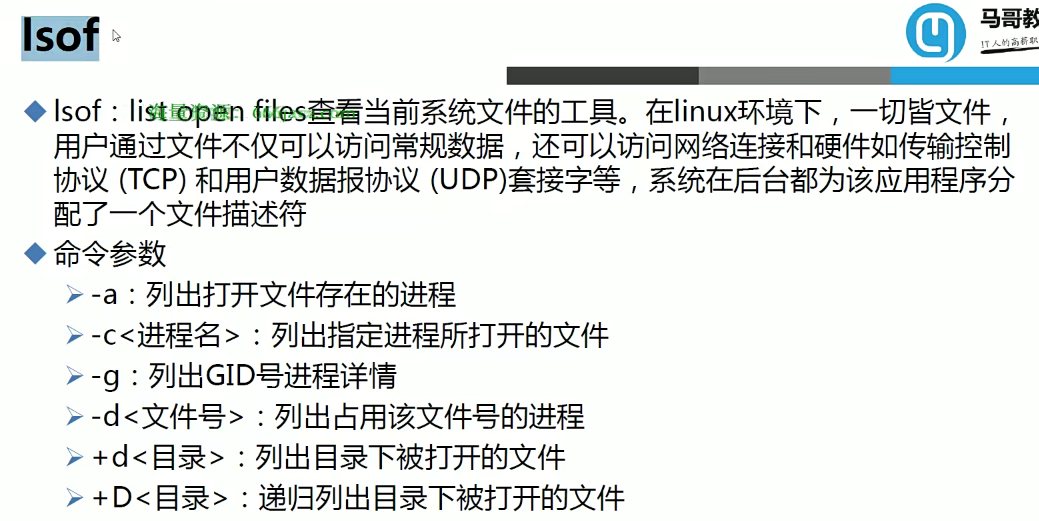 lsof
马哥教
IT人的高薪职
lsof：list open files查看当前系统文件的工具。在linux环境下，一切皆文件，
用户通过文件不仅可以访问常规数据，还可以访问网络连接和硬件如传输控制
协议 (TCP) 和用户数据报协议 (UDP)套接字等，系统在后台都为该应用程序分
配了一个文件描述符
命令参数
-a：列出打开文件存在的进程
-c<进程名>：列出指定进程所打开的文件
-g：列出GID号进程详情
-d<文件号>：列出占用该文件号的进程
+d<目录>：列出目录下被打开的文件
+D<目录>：递归列出目录下被打开的文件